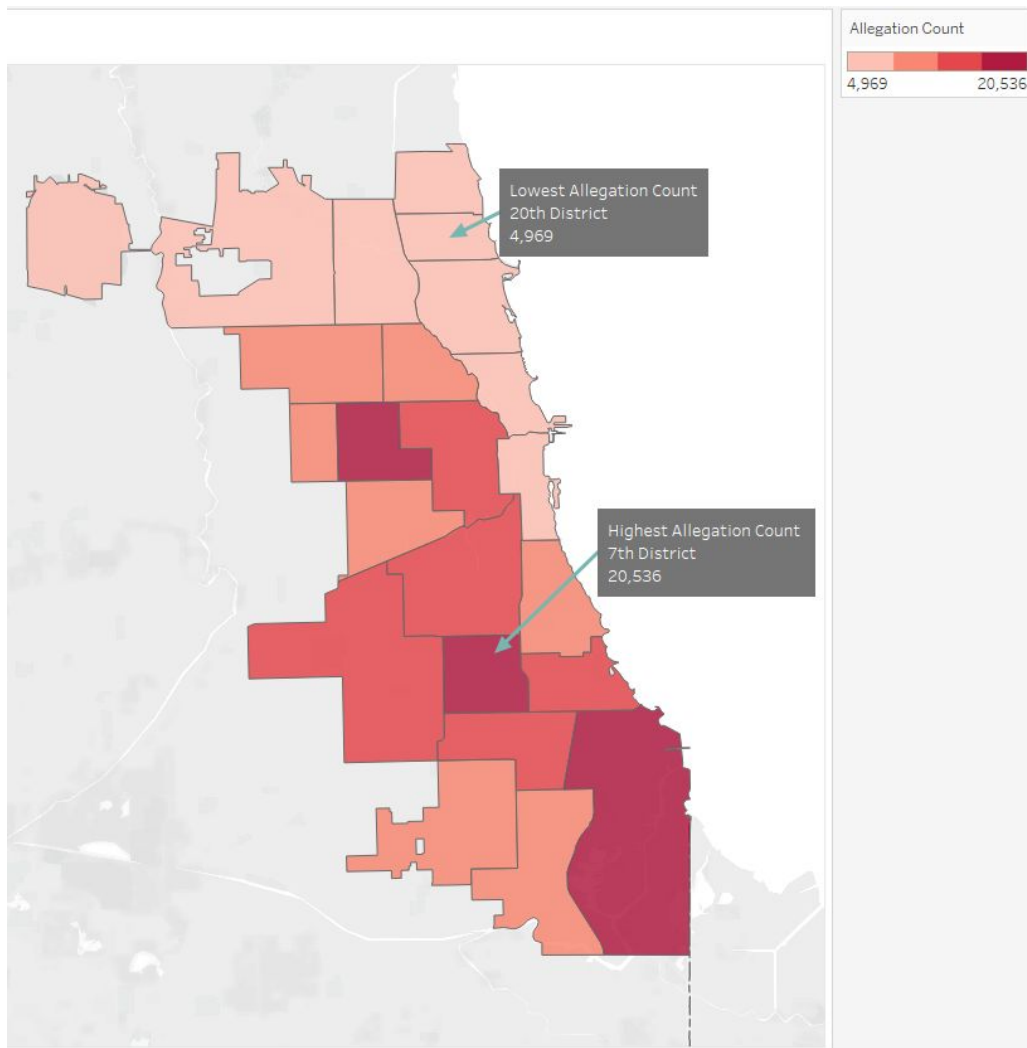 Allegation Count
4,969 20,536
Lowest Allegation Count
20th District
4,969
Highest Allegation Count
7th District
20,536